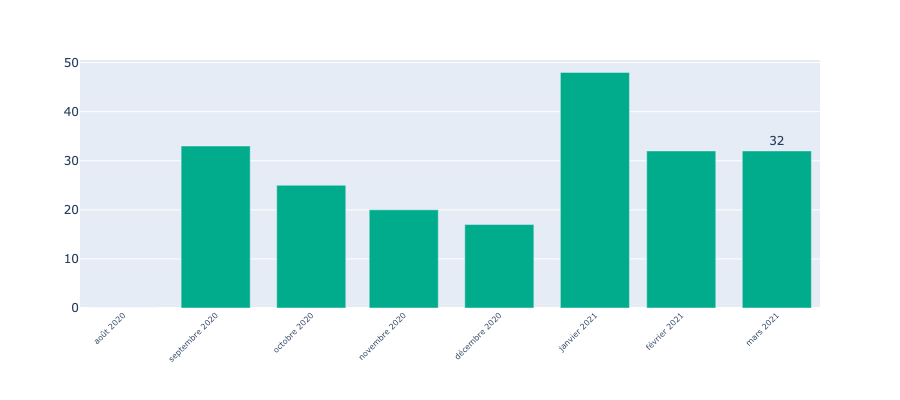 50
40
30
20
10
0
32
août 2020
septembre 2020
octobre 2020
novembre 2020
décembre 2020
janvier 2021
février 2021
mars 2021